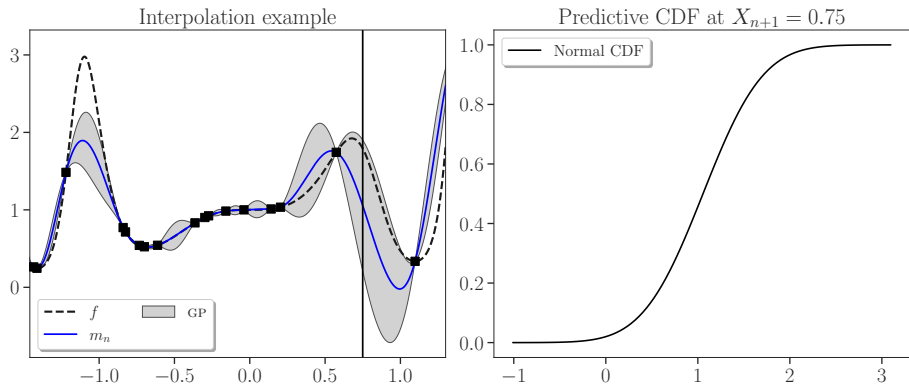 Interpolation example
3
2
1
0
f
m_n
GP
−1.0 −0.5 0.0 0.5 1.0
Predictive CDF at X_{n+1} = 0.75
1.0
0.8
0.6
0.4
0.2
0.0
Normal CDF
−1 0 1 2 3